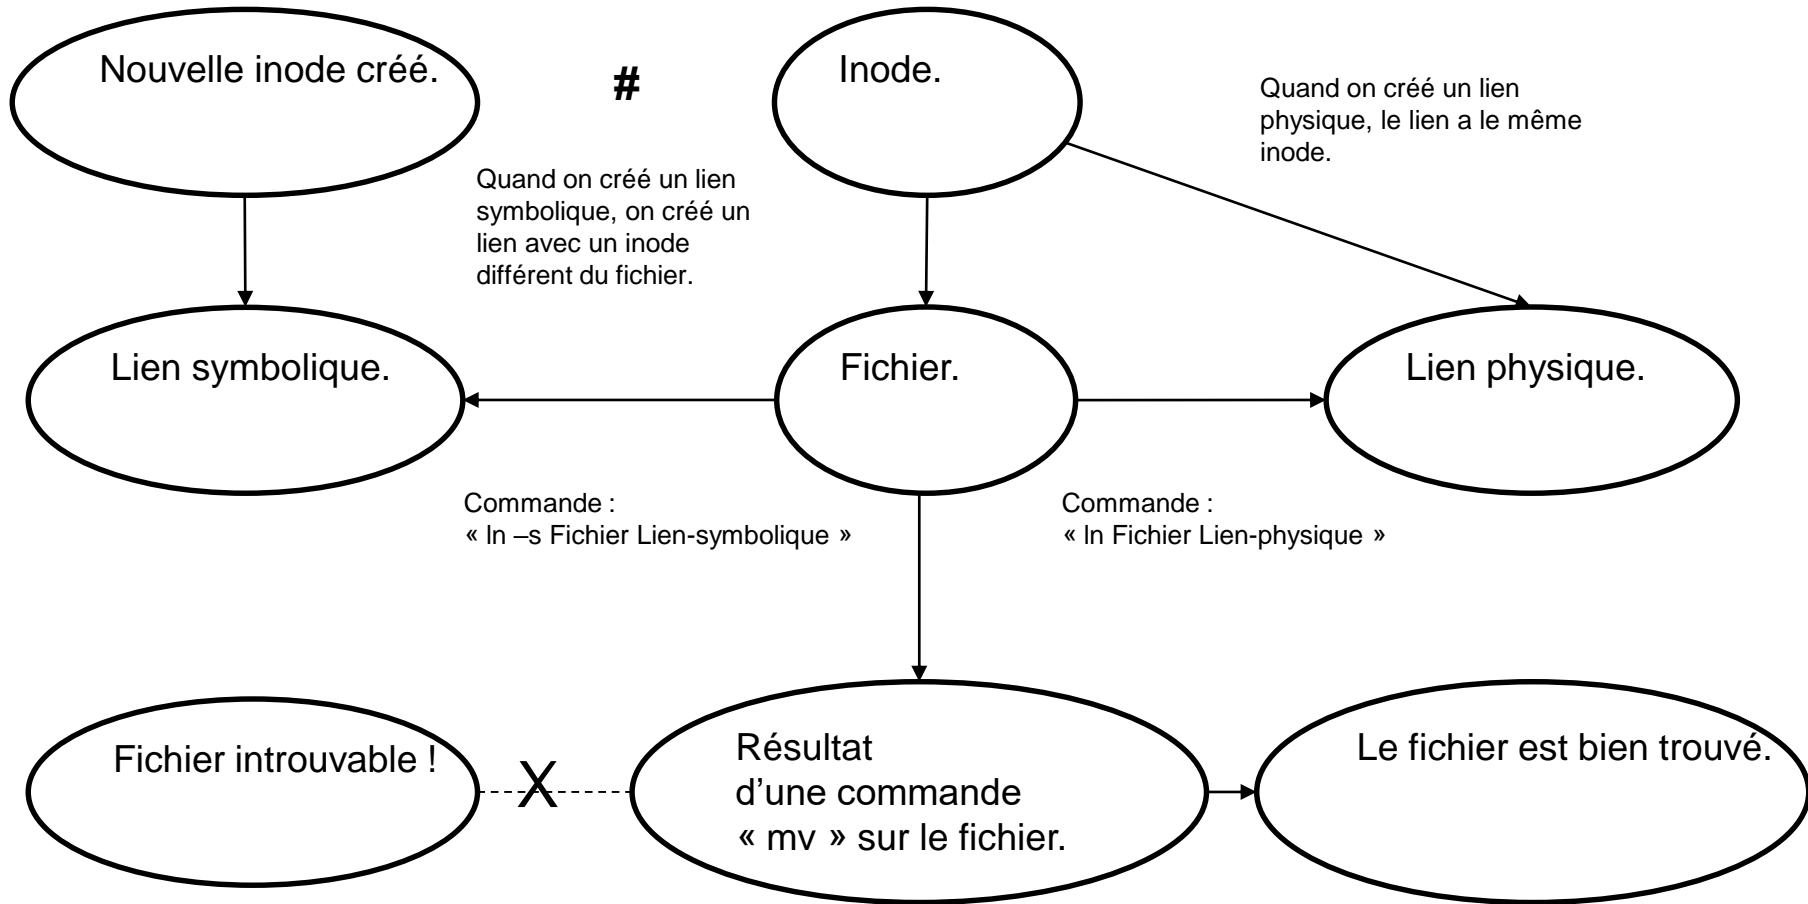 Nouvelle inode créé.
#
Inode.
Quand on créé un lien
physique, le lien a le même
inode.
Quand on créé un lien
symbolique, on créé un
lien avec un inode
différent du fichier.
Lien symbolique.
Fichier.
Lien physique.
Commande :
« ln –s Fichier Lien-symbolique »
Commande :
« ln Fichier Lien-physique »
Fichier introuvable !
X
Résultat
d’une commande
« mv » sur le fichier.
Le fichier est bien trouvé.